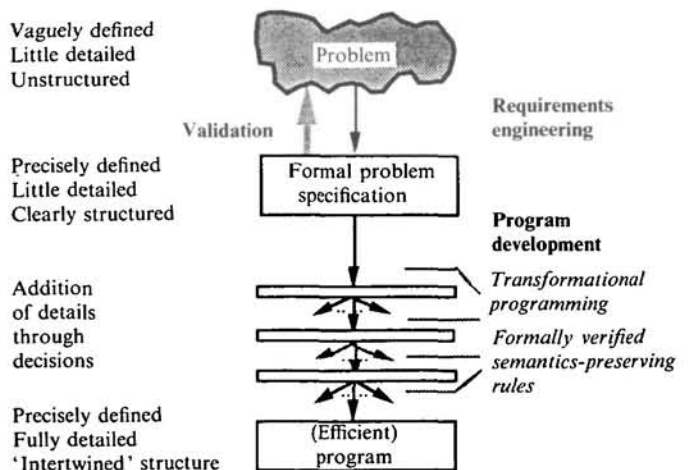 Vaguely defined
Little detailed
Unstructured
Problem
Validation
Requirements
engineering
Precisely defined
Little detailed
Clearly structured
Formal problem
specification
Program
development
Transformational
programming
Addition
of details
through
decisions
Formally verified
semantics-preserving
rules
Precisely defined
Fully detailed
'Intertwined' structure
(Efficient)
program